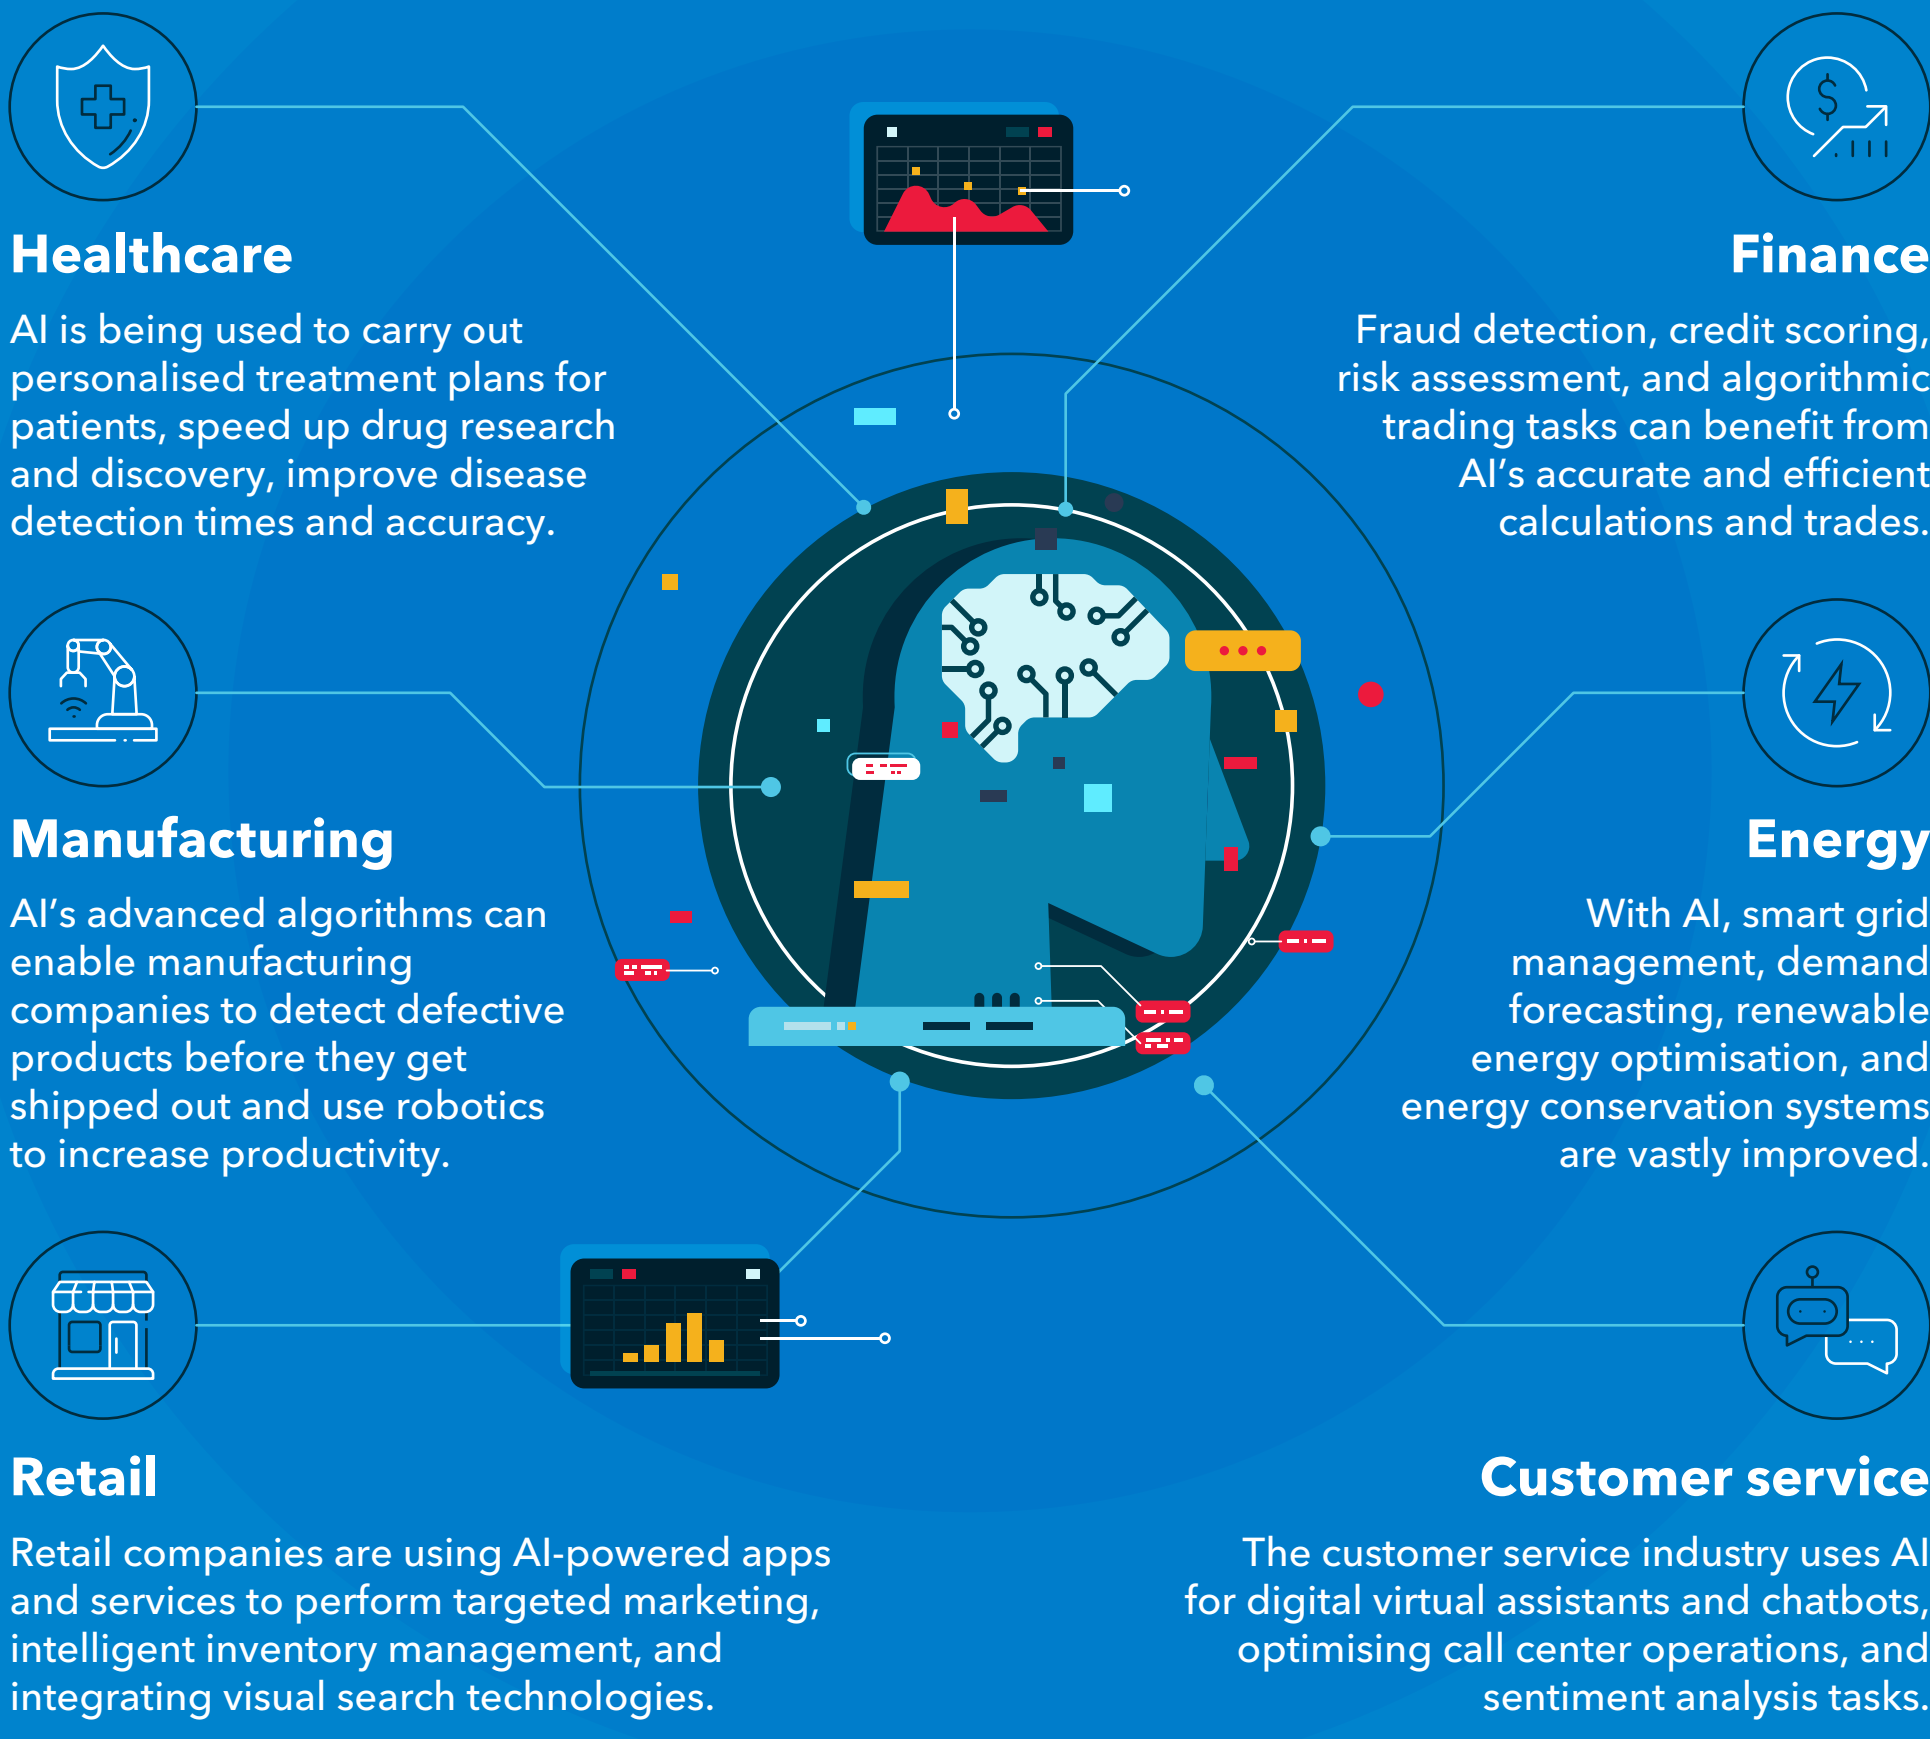 Healthcare
AI is being used to carry out
personalised treatment plans for
patients, speed up drug research
and discovery, improve disease
detection times and accuracy.
Finance
Fraud detection, credit scoring,
risk assessment, and algorithmic
trading tasks can benefit from
AI’s accurate and efficient
calculations and trades.
Manufacturing
AI’s advanced algorithms can
enable manufacturing
companies to detect defective
products before they get
shipped out and use robotics
to increase productivity.
Energy
With AI, smart grid
management, demand
forecasting, renewable
energy optimisation, and
energy conservation systems
are vastly improved.
Retail
Retail companies are using AI-powered apps
and services to perform targeted marketing,
intelligent inventory management, and
integrating visual search technologies.
Customer service
The customer service industry uses AI
for digital virtual assistants and chatbots,
optimising call center operations, and
sentiment analysis tasks.